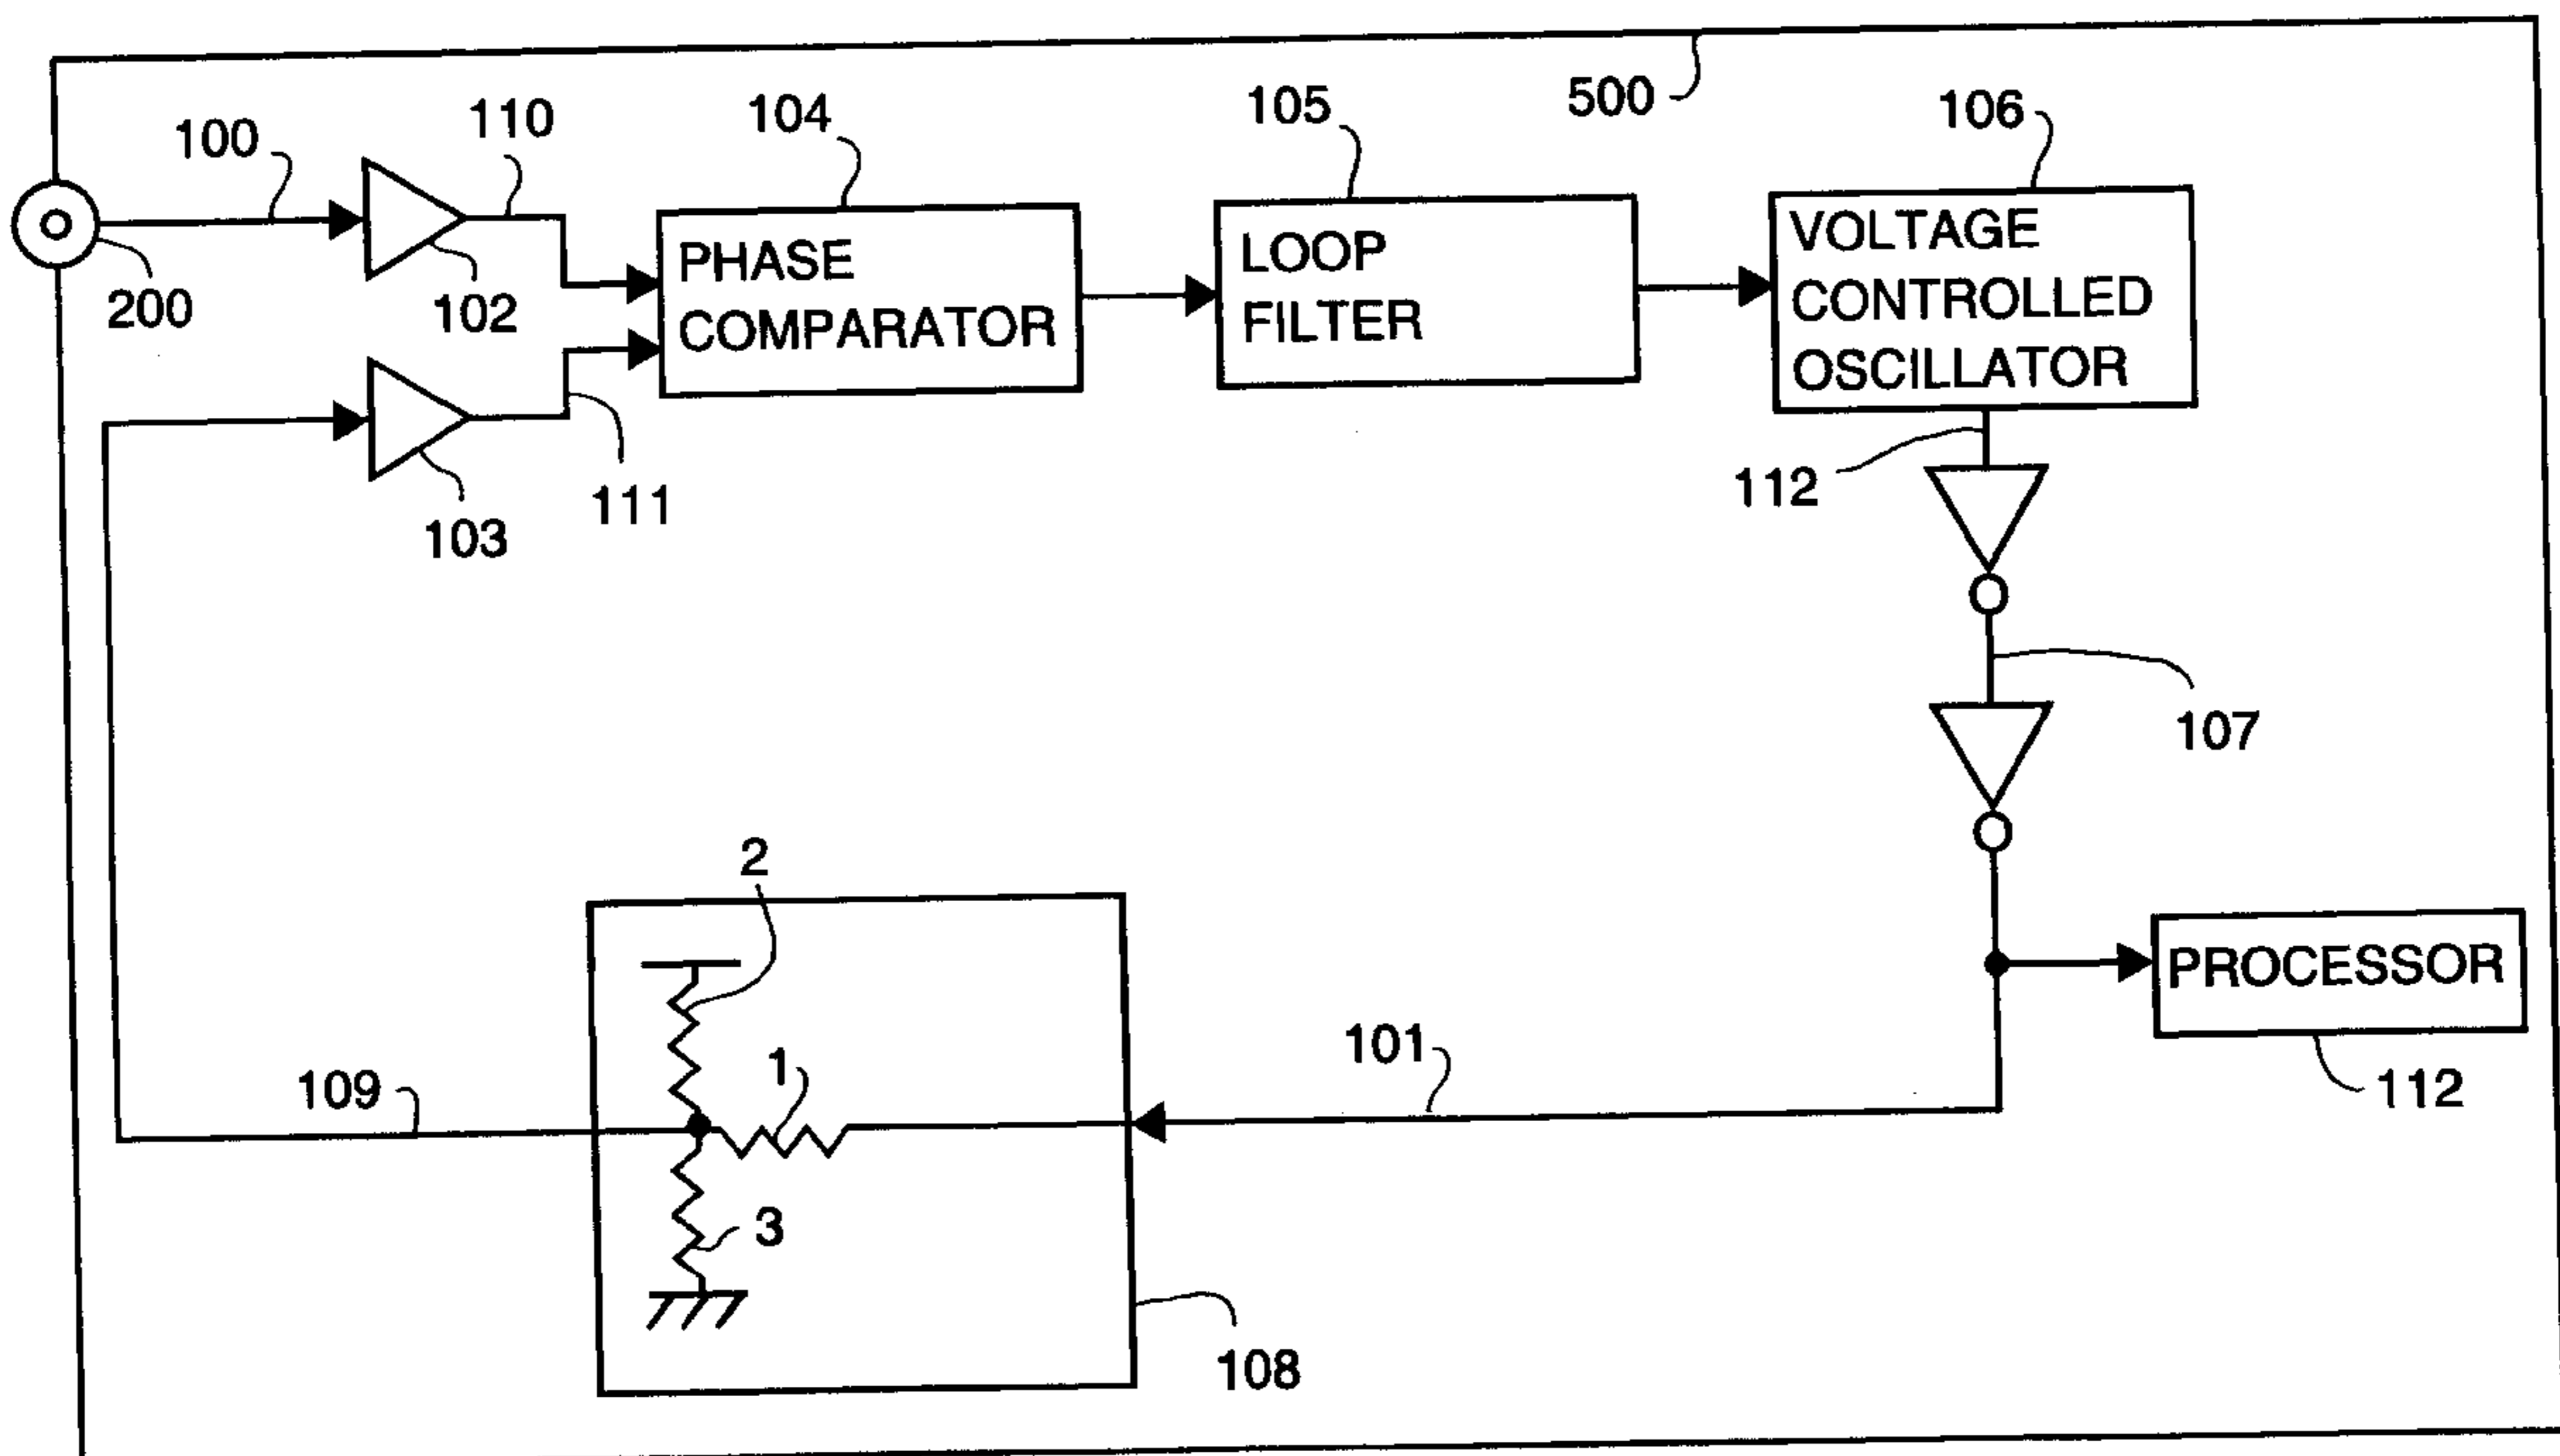 500
100
110
104
105
106
200
102
PHASE
COMPARATOR
LOOP
FILTER
VOLTAGE
CONTROLLED
OSCILLATOR
103
111
112
107
2
PROCESSOR
112
109
1
101
3
108